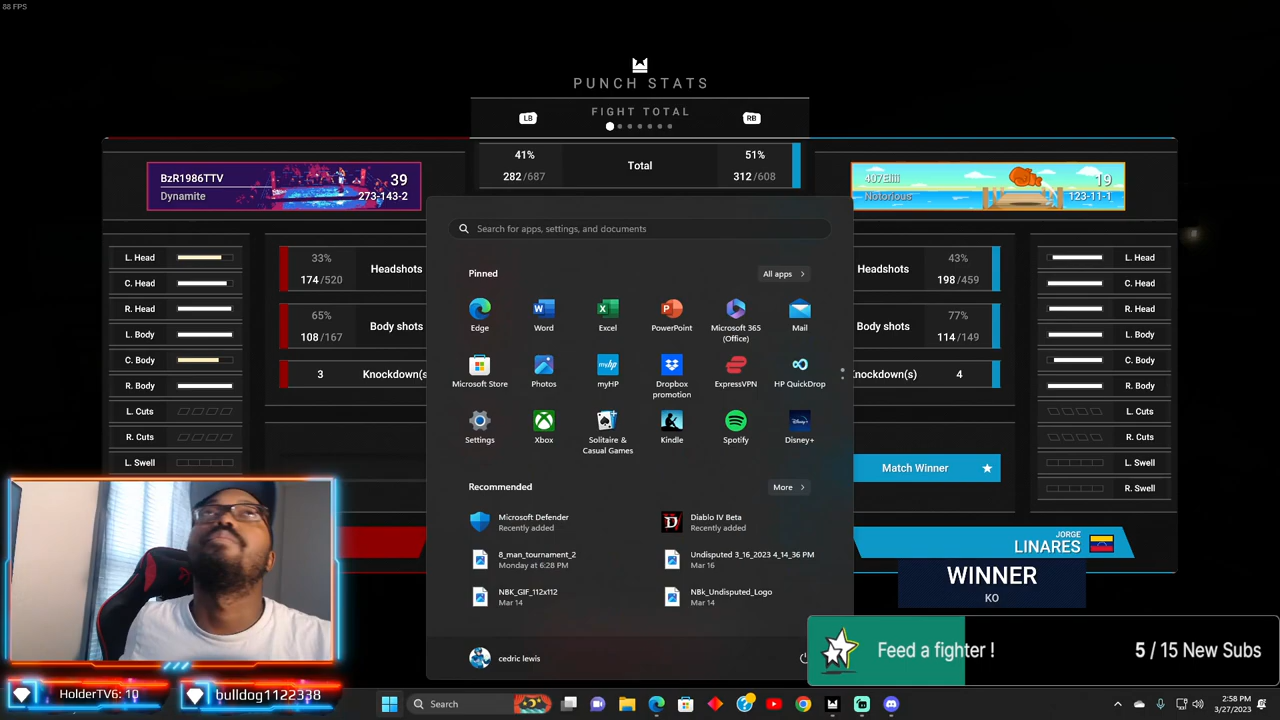 88 FPS
PUNCH STATS
LB
FIGHT TOTAL
RB
41%
282/687
Total
51%
312/608
BzR1986TTV
39
Dynamite
273-143-2
407Ellll
19
Notorious
123-11-1
L. Head
C. Head
R. Head
L. Body
C. Body
R. Body
L. Cuts
R. Cuts
L. Swell
33%
174/520
Headshots
65%
108/167
Body shots
3
Knockdown(s)
Search for apps, settings, and documents
Pinned
All apps
Edge
Word
Excel
PowerPoint
Microsoft 365 (Office)
Mail
Microsoft Store
Photos
myHP
Dropbox promotion
ExpressVPN
HP QuickDrop
Settings
Xbox
Solitaire & Casual Games
Kindle
Spotify
Disney+
Recommended
More
Microsoft Defender
Recently added
Diablo IV Beta
Recently added
8_man_tournament_2
Monday at 6:28 PM
Undisputed 3_16_2023 4_14_36 PM
Mar 16
NBK_GIF_112x112
Mar 14
NBk_Undisputed_Logo
Mar 14
cedric lewis
43%
Headshots
198/459
77%
Body shots
114/149
nockdown(s)
4
Match Winner
L. Head
C. Head
R. Head
L. Body
C. Body
R. Body
L. Cuts
R. Cuts
L. Swell
R. Swell
JORGE
LINARES
WINNER
KO
Feed a fighter !
5 / 15 New Subs
HolderTV6: 10
bulldog1122338
Search
2:58 PM
3/27/2023